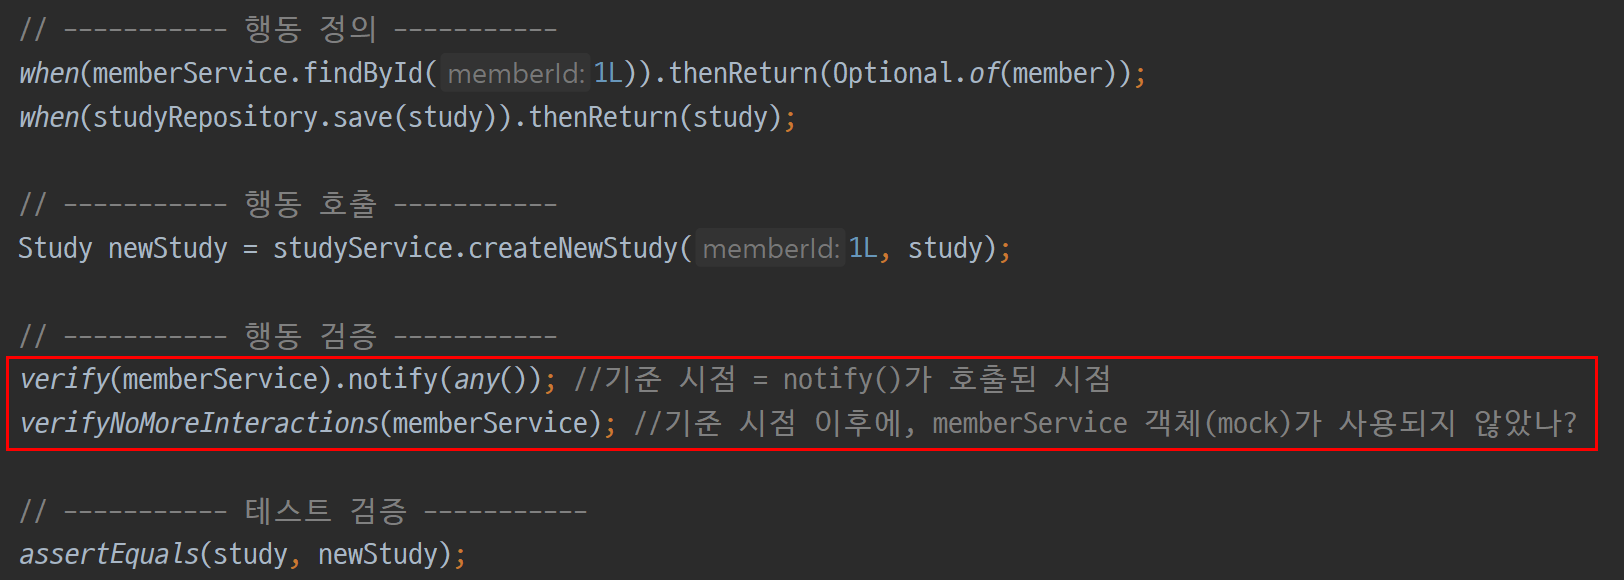 // ----------- 행동 정의 -----------
when(memberService.findById( memberId: 1L)).thenReturn(Optional.of(member));
when(studyRepository.save(study)).thenReturn(study);
// ----------- 행동 호출 -----------
Study newStudy = studyService.createNewStudy( memberId: 1L, study);
// ----------- 행동 검증 -----------
verify(memberService).notify(any()); //기준 시점 = notify()가 호출된 시점
verifyNoMoreInteractions(memberService); //기준 시점 이후에, memberService 객체(mock)가 사용되지 않았나?
// ----------- 테스트 검증 -----------
assertEquals(study, newStudy);